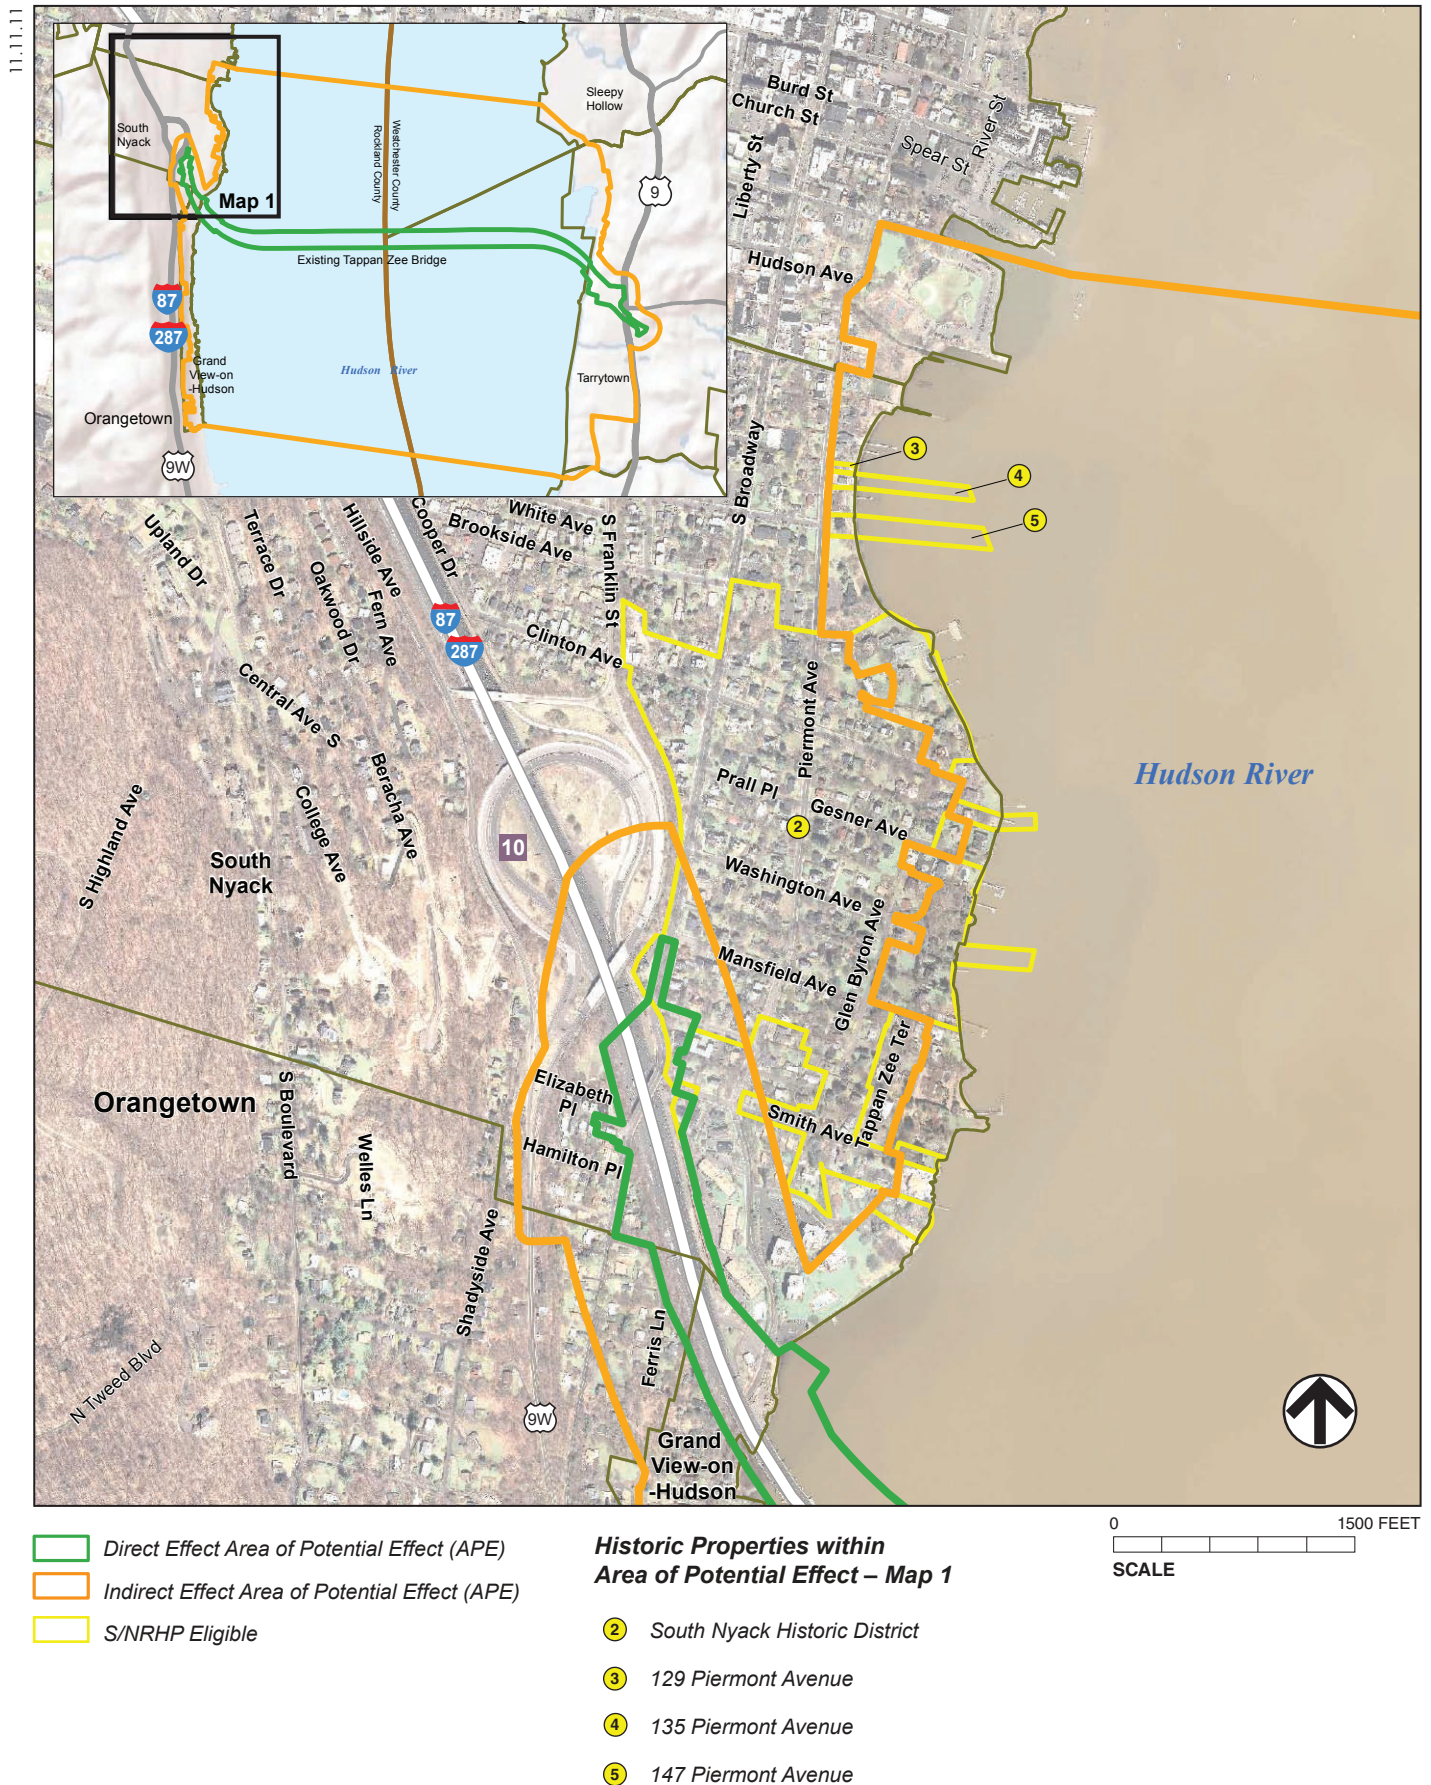 11.11.11
Sleepy
Hollow
South
Nyack
Westchester County
Rockland County
9
Map 1
Existing Tappan Zee Bridge
87
287
Grand
View-on
-Hudson
Hudson River
Tarrytown
Orangetown
9W
Burd St
Church St
River St
Spear St
Liberty St
Hudson Ave
3
4
5
S Broadway
Upland Dr
Terrace Dr
Hillside Ave
Cooper Dr
White Ave
Brookside Ave
S Franklin St
Oakwood Dr
Fern Ave
87
287
Clinton Ave
Central Ave S
Piermont Ave
Hudson River
Prall Pl
Gesner Ave
2
Beracha Ave
College Ave
S Highland Ave
10
South
Nyack
Washington Ave
Glen Byron Ave
Mansfield Ave
Tappan Zee Ter
Elizabeth
Pl
Orangetown
S Boulevard
Smith Ave
Hamilton Pl
Welles Ln
Shadyside Ave
Ferris Ln
N Tweed Blvd
9W
Grand
View-on
-Hudson
Direct Effect Area of Potential Effect (APE)
Indirect Effect Area of Potential Effect (APE)
S/NRHP Eligible
Historic Properties within
Area of Potential Effect – Map 1
2 South Nyack Historic District
3 129 Piermont Avenue
4 135 Piermont Avenue
5 147 Piermont Avenue
0 1500 FEET
SCALE